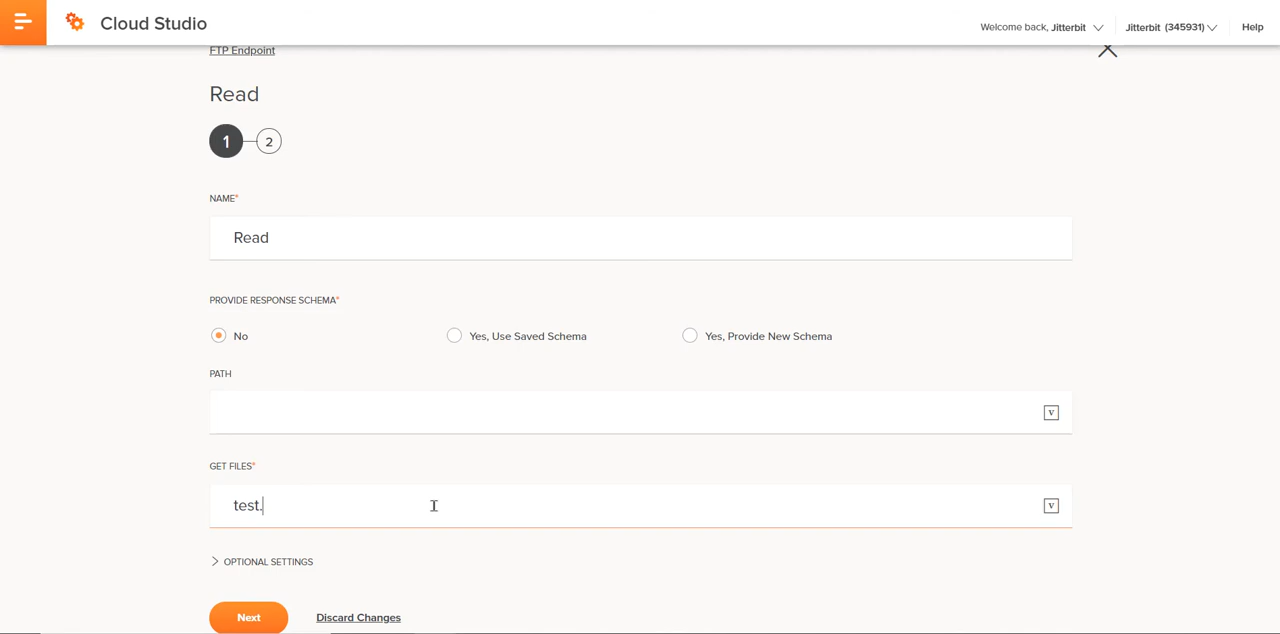 Cloud Studio
Welcome back, Jitterbit
Jitterbit (345931)
Help
FTP Endpoint
Read
1
2
NAME*
Read
PROVIDE RESPONSE SCHEMA*
No
Yes, Use Saved Schema
Yes, Provide New Schema
PATH
V
GET FILES*
test.
V
OPTIONAL SETTINGS
Next
Discard Changes